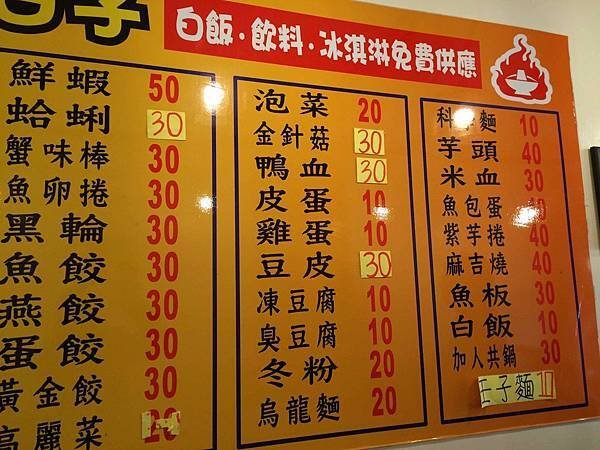 白飯·飲料·冰淇淋免費供應
鮮蝦 50
蛤蜊 30
蟹味棒 30
魚卵捲 30
黑輪 30
魚餃 30
燕餃 30
蛋餃 30
黃金餃 30
高麗菜
泡菜 20
金針菇 30
鴨血 30
皮蛋 10
雞蛋 10
豆皮 30
凍豆腐 10
臭豆腐 10
冬粉 20
烏龍麵 20
科學麵 10
芋頭 40
米血 30
魚包蛋 40
紫芋捲 40
麻吉燒 40
魚板 30
白飯 10
加人共鍋 30
王子麵 10